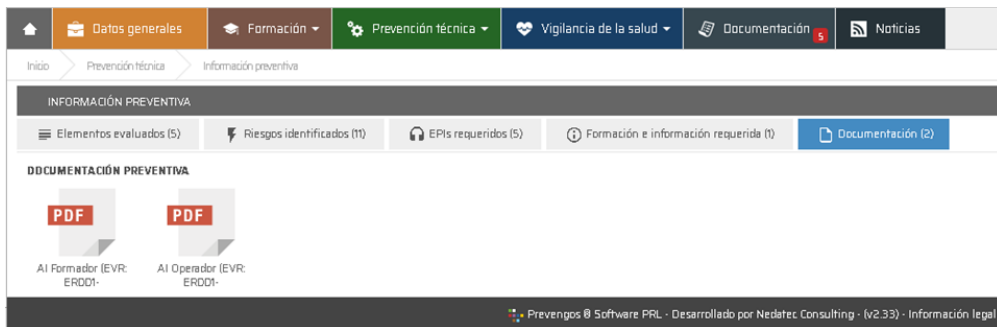 Datos generales Formación Prevención técnica Vigilancia de la salud Documentación 5 Noticias
Inicio Prevención técnica Información preventiva
INFORMACIÓN PREVENTIVA
Elementos evaluados (5) Riesgos identificados (11) EPIs requeridos (5) Formación e información requerida (1) Documentación (2)
DOCUMENTACIÓN PREVENTIVA
PDF PDF
AI Formador (EVR: AI Operador (EVR:
ER001- ER001-
Prevengos ® Software PRL - Desarrollado por Nedatec Consulting - (v2.33) - Información legal